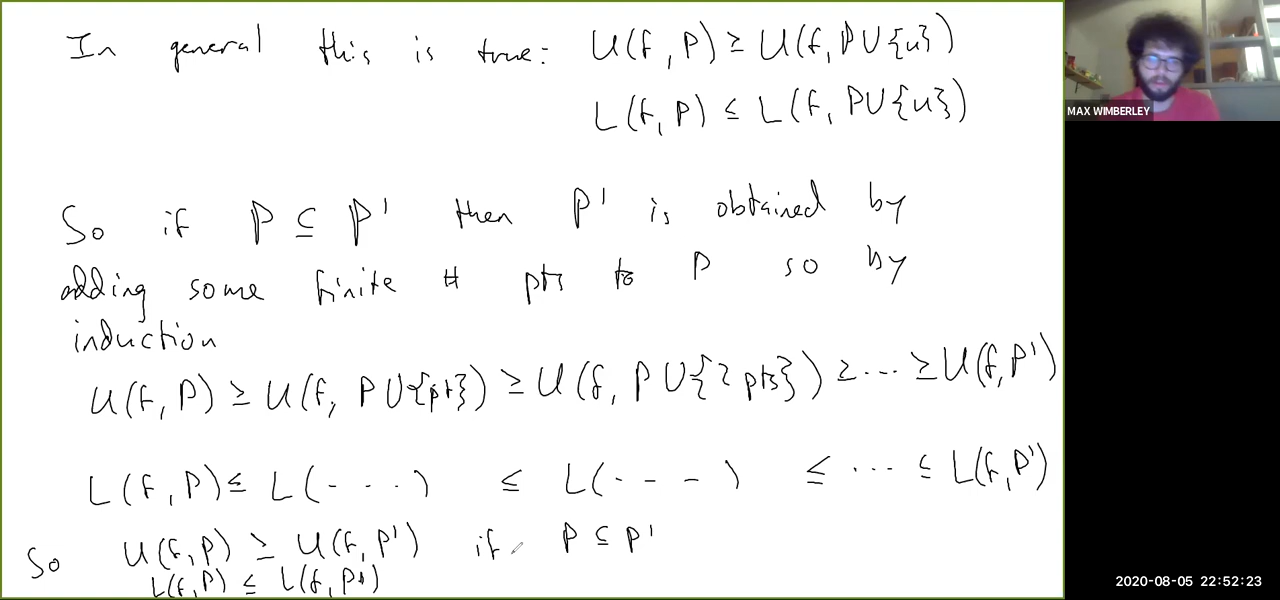 In general this is true: U(f, P) ≥ U(f, P∪{u})
L(f, P) ≤ L(f, P∪{u})
So if P ⊆ P' then P' is obtained by
adding some finite # pts to P so by
induction
U(f, P) ≥ U(f, P∪{pt}) ≥ U(f, P∪{2 pts}) ≥ ... ≥ U(f, P')
L(f, P) ≤ L(- - -) ≤ L(- - -) ≤ ... ≤ L(f, P')
So U(f, P) ≥ U(f, P') if P ⊆ P'
L(f, P) ≤ L(f, P')
MAX WIMBERLEY
2020-08-05 22:52:23